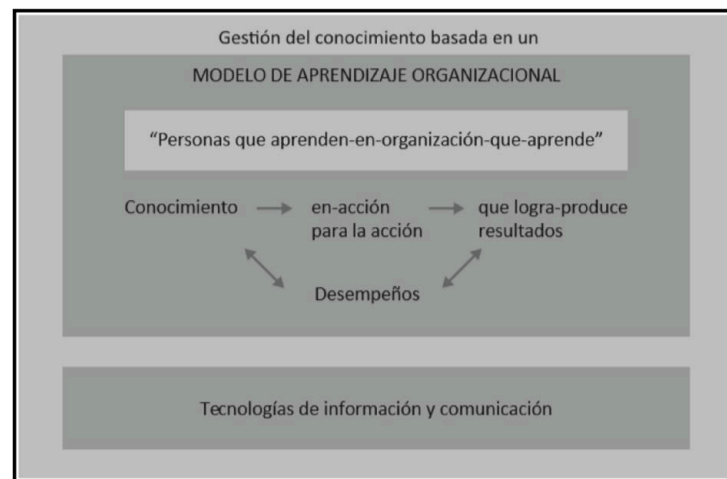 Gestión del conocimiento basada en un
MODELO DE APRENDIZAJE ORGANIZACIONAL
“Personas que aprenden-en-organización-que-aprende”
Conocimiento
en-acción
para la acción
que logra-produce
resultados
Desempeños
Tecnologías de información y comunicación